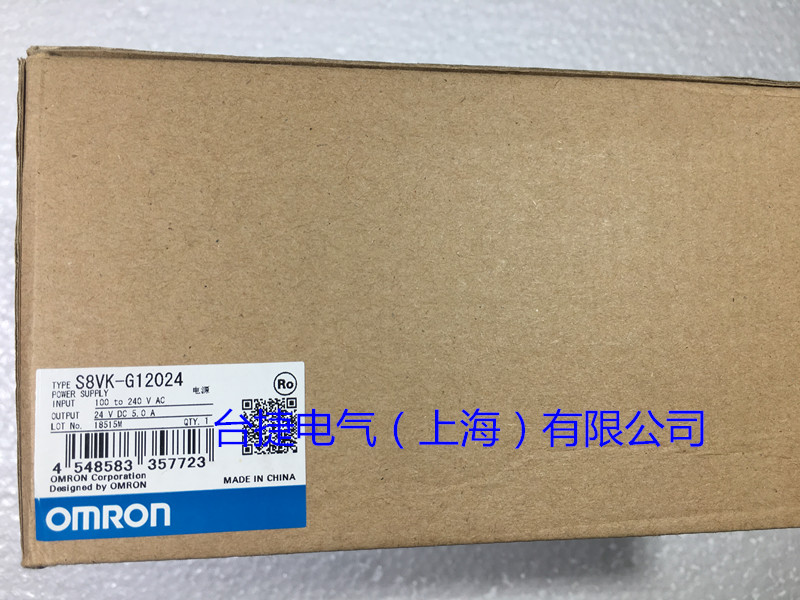 TYPE S8VK-G12024
POWER SUPPLY 电源
Ro
INPUT 100 to 240 V AC
OUTPUT 24 V DC 5.0 A
LOT No. 18515M QTY. 1
台捷电气（上海）有限公司
4 548583 357723
OMRON Corporation
Designed by OMRON
MADE IN CHINA
OMRON